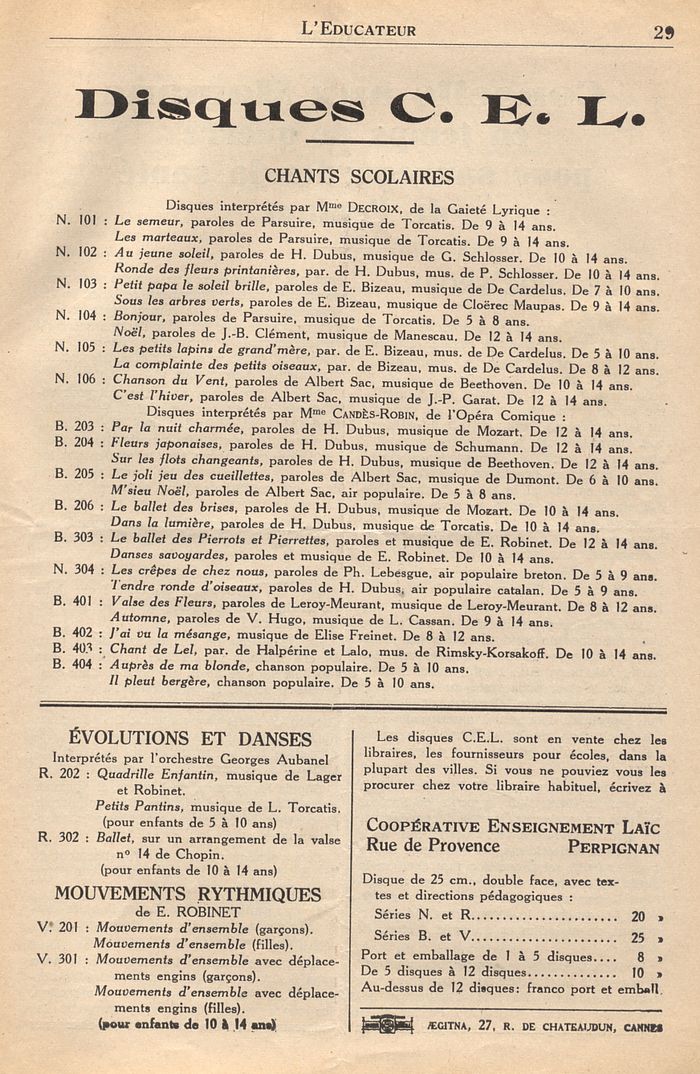 L'EDUCATEUR 29
Disques C. E. L.
CHANTS SCOLAIRES
Disques interprétés par Mme DECROIX, de la Gaieté Lyrique :
N. 101 : Le semeur, paroles de Parsuire, musique de Torcatis. De 9 à 14 ans.
Les marteaux, paroles de Parsuire, musique de Torcatis. De 9 à 14 ans.
N. 102 : Au jeune soleil, paroles de H. Dubus, musique de G. Schlosser. De 10 à 14 ans.
Ronde des fleurs printanières, par. de H. Dubus, mus. de P. Schlosser. De 10 à 14 ans.
N. 103 : Petit papa le soleil brille, paroles de E. Bizeau, musique de De Cardelus. De 7 à 10 ans.
Sous les arbres verts, paroles de E. Bizeau, musique de Cloërec Maupas. De 9 à 14 ans.
N. 104 : Bonjour, paroles de Parsuire, musique de Torcatis. De 5 à 8 ans.
Noël, paroles de J.-B. Clément, musique de Manescau. De 12 à 14 ans.
N. 105 : Les petits lapins de grand'mère, par. de E. Bizeau, mus. de De Cardelus. De 5 à 10 ans.
La complainte des petits oiseaux, par. de Bizeau, mus. de De Cardelus. De 8 à 12 ans.
N. 106 : Chanson du Vent, paroles de Albert Sac, musique de Beethoven. De 10 à 14 ans.
C'est l'hiver, paroles de Albert Sac, musique de J.-P. Garat. De 12 à 14 ans.
Disques interprétés par Mme CANDÈS-ROBIN, de l'Opéra Comique :
B. 203 : Par la nuit charmée, paroles de H. Dubus, musique de Mozart. De 12 à 14 ans.
B. 204 : Fleurs japonaises, paroles de H. Dubus, musique de Schumann. De 12 à 14 ans.
Sur les flots changeants, paroles de H. Dubus, musique de Beethoven. De 12 à 14 ans.
B. 205 : Le joli jeu des cueillettes, paroles de Albert Sac, musique de Dumont. De 6 à 10 ans.
M'sieu Noël, paroles de Albert Sac, air populaire. De 5 à 8 ans.
B. 206 : Le ballet des brises, paroles de H. Dubus, musique de Mozart. De 10 à 14 ans.
Dans la lumière, paroles de H. Dubus, musique de Torcatis. De 10 à 14 ans.
B. 303 : Le ballet des Pierrots et Pierrettes, paroles et musique de E. Robinet. De 12 à 14 ans.
Danses savoyardes, paroles et musique de E. Robinet. De 10 à 14 ans.
N. 304 : Les crêpes de chez nous, paroles de Ph. Lebesgue, air populaire breton. De 5 à 9 ans.
Tendre ronde d'oiseaux, paroles de H. Dubus, air populaire catalan. De 5 à 9 ans.
B. 401 : Valse des Fleurs, paroles de Leroy-Meurant, musique de Leroy-Meurant. De 8 à 12 ans.
Automne, paroles de V. Hugo, musique de L. Cassan. De 9 à 14 ans.
B. 402 : J'ai vu la mésange, musique de Elise Freinet. De 8 à 12 ans.
B. 403 : Chant de Lel, par. de Halpérine et Lalo, mus. de Rimsky-Korsakoff. De 10 à 14 ans.
B. 404 : Auprès de ma blonde, chanson populaire. De 5 à 10 ans.
Il pleut bergère, chanson populaire. De 5 à 10 ans.
ÉVOLUTIONS ET DANSES
Interprétés par l'orchestre Georges Aubanel
R. 202 : Quadrille Enfantin, musique de Lager
et Robinet.
Petits Pantins, musique de L. Torcatis.
(pour enfants de 5 à 10 ans)
R. 302 : Ballet, sur un arrangement de la valse
n° 14 de Chopin.
(pour enfants de 10 à 14 ans)
MOUVEMENTS RYTHMIQUES
de E. ROBINET
V. 201 : Mouvements d'ensemble (garçons).
Mouvements d'ensemble (filles).
V. 301 : Mouvements d'ensemble avec déplace-
ments engins (garçons).
Mouvements d'ensemble avec déplace-
ments engins (filles).
(pour enfants de 10 à 14 ans)
Les disques C.E.L. sont en vente chez les
libraires, les fournisseurs pour écoles, dans la
plupart des villes. Si vous ne pouviez vous les
procurer chez votre libraire habituel, écrivez à
COOPÉRATIVE ENSEIGNEMENT LAÏC
Rue de Provence PERPIGNAN
Disque de 25 cm., double face, avec tex-
tes et directions pédagogiques :
Séries N. et R..................... 20 »
Séries B. et V..................... 25 »
Port et emballage de 1 à 5 disques.... 8 »
De 5 disques à 12 disques............. 10 »
Au-dessus de 12 disques: franco port et emball.
ÆGITNA, 27, R. DE CHATEAUDUN, CANNES